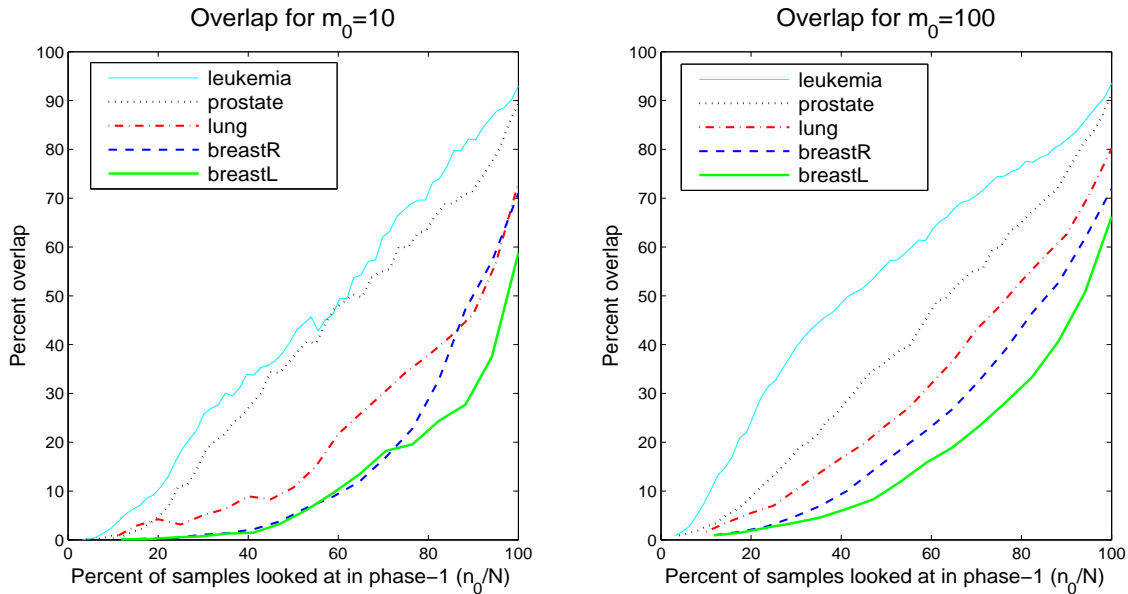 Overlap for m₀=10
100
90
80
70
60
50
40
30
20
10
0
Percent overlap
leukemia
prostate
lung
breastR
breastL
0 20 40 60 80 100
Percent of samples looked at in phase−1 (n₀/N)
Overlap for m₀=100
100
90
80
70
60
50
40
30
20
10
0
Percent overlap
leukemia
prostate
lung
breastR
breastL
0 20 40 60 80 100
Percent of samples looked at in phase−1 (n₀/N)